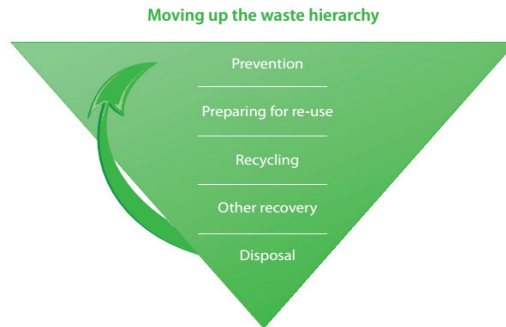 Moving up the waste hierarchy
Prevention
Preparing for re-use
Recycling
Other recovery
Disposal